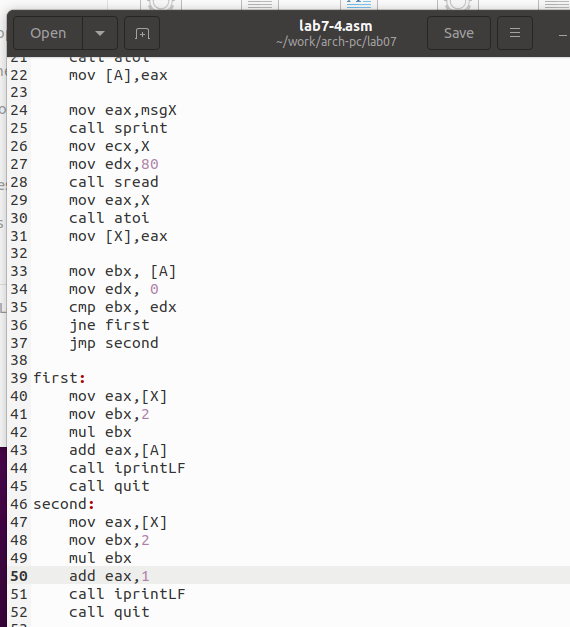 Open
lab7-4.asm
~/work/arch-pc/lab07
Save
21 call atoi
22 mov [A],eax
23
24 mov eax,msgX
25 call sprint
26 mov ecx,X
27 mov edx,80
28 call sread
29 mov eax,X
30 call atoi
31 mov [X],eax
32
33 mov ebx, [A]
34 mov edx, 0
35 cmp ebx, edx
36 jne first
37 jmp second
38
39 first:
40 mov eax,[X]
41 mov ebx,2
42 mul ebx
43 add eax,[A]
44 call iprintLF
45 call quit
46 second:
47 mov eax,[X]
48 mov ebx,2
49 mul ebx
50 add eax,1
51 call iprintLF
52 call quit